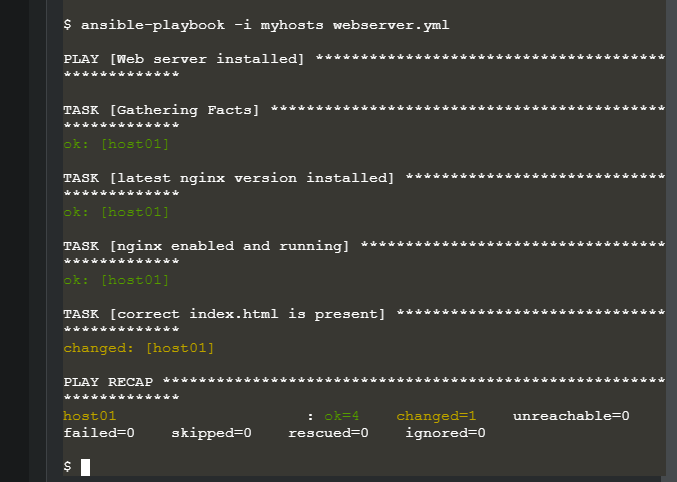 $ ansible-playbook -i myhosts webserver.yml
PLAY [Web server installed] ***************************************
*************
TASK [Gathering Facts] ********************************************
*************
ok: [host01]
TASK [latest nginx version installed] *****************************
*************
ok: [host01]
TASK [nginx enabled and running] **********************************
*************
ok: [host01]
TASK [correct index.html is present] ******************************
*************
changed: [host01]
PLAY RECAP ********************************************************
*************
host01                     : ok=4    changed=1    unreachable=0
failed=0    skipped=0    rescued=0    ignored=0
$